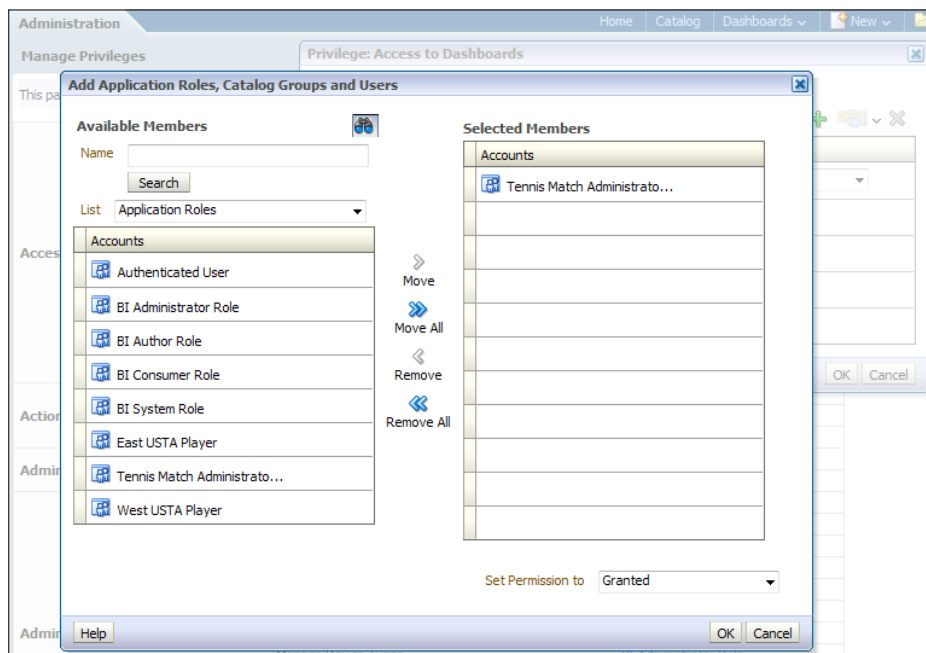 Administration
Home Catalog Dashboards New
Manage Privileges
Privilege: Access to Dashboards
This pa
Add Application Roles, Catalog Groups and Users
Available Members
Name
Search
List Application Roles
Accounts
Authenticated User
BI Administrator Role
BI Author Role
BI Consumer Role
BI System Role
East USTA Player
Tennis Match Administrato...
West USTA Player
Move
Move All
Remove
Remove All
Selected Members
Accounts
Tennis Match Administrato...
Set Permission to Granted
Help
OK Cancel
Acces
OK Cancel
Action
Admin
Admin